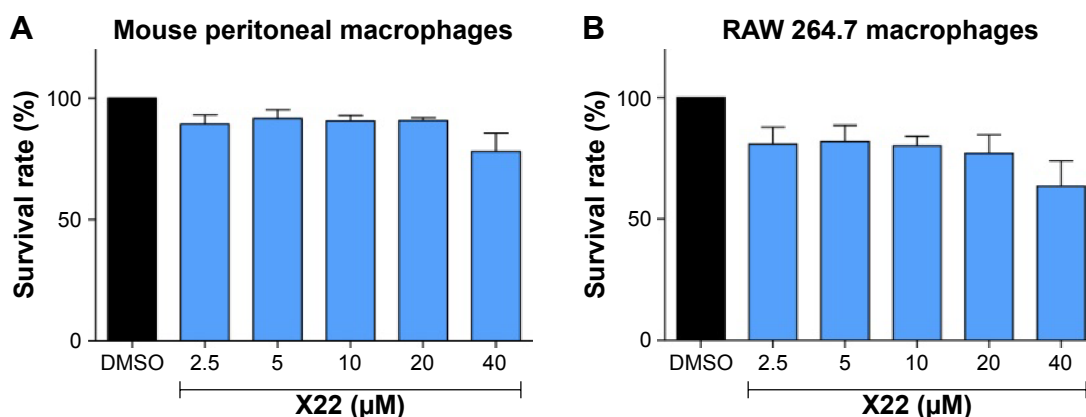 A Mouse peritoneal macrophages
Survival rate (%)
100
50
0
DMSO 2.5 5 10 20 40
X22 (µM)
B RAW 264.7 macrophages
Survival rate (%)
100
50
0
DMSO 2.5 5 10 20 40
X22 (µM)